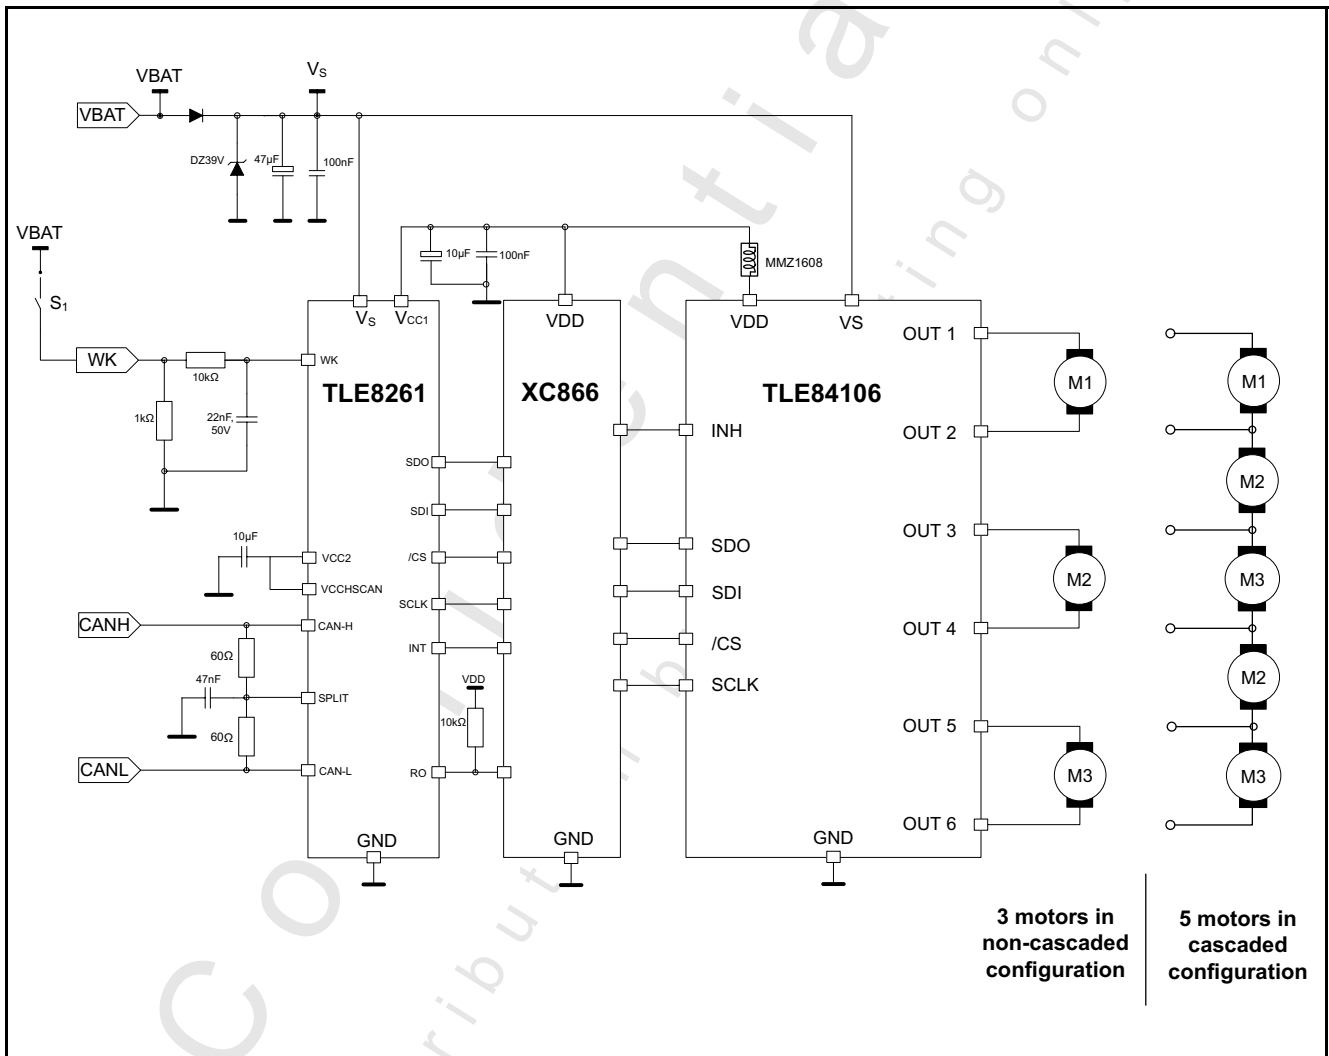 VBAT
VS
VBAT
DZ39V
47µF
100nF
VBAT
S1
10µF
100nF
MMZ1608
VS
VCC1
VDD
VDD
VS
OUT 1
WK
10kΩ
WK
TLE8261
XC866
TLE84106
M1
M1
1kΩ
22nF,
50V
INH
OUT 2
SDO
M2
SDI
OUT 3
10µF
VCC2
/CS
SDO
VCCHSCAN
SCLK
SDI
M2
M3
CANH
CAN-H
INT
/CS
OUT 4
60Ω
47nF
SPLIT
VDD
SCLK
M2
60Ω
10kΩ
OUT 5
CANL
CAN-L
RO
M3
M3
OUT 6
GND
GND
GND
3 motors in
non-cascaded
configuration
5 motors in
cascaded
configuration